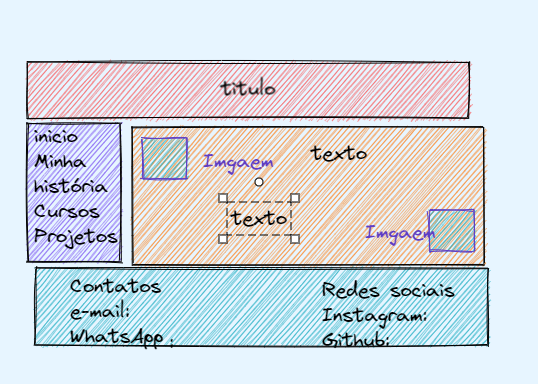 titulo
inicio
Minha
história
Cursos
Projetos
Imgaem
texto
texto
Imgaem
Contatos
e-mail:
WhatsApp :
Redes sociais
Instagram:
Github: